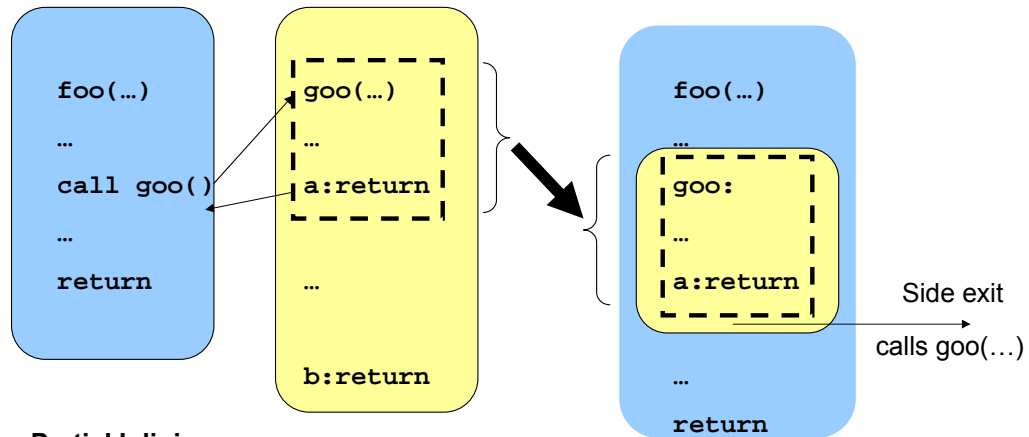 foo(…)
…
call goo()
…
return
goo(…)
…
a:return
…
b:return
foo(…)
…
goo:
…
a:return
…
return
Side exit
calls goo(…)